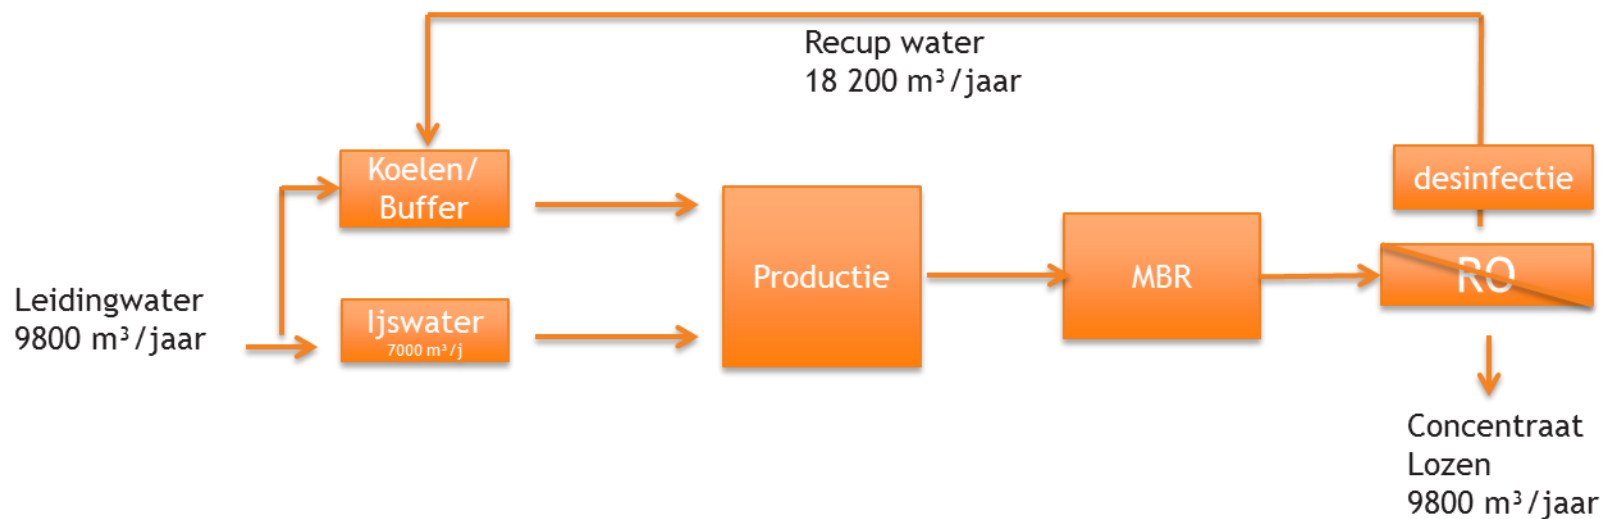 Recup water
18 200 m³/jaar
Koelen/
Buffer
desinfectie
Productie
MBR
RO
Leidingwater
9800 m³/jaar
Ijswater
7000 m³/j
Concentraat
Lozen
9800 m³/jaar